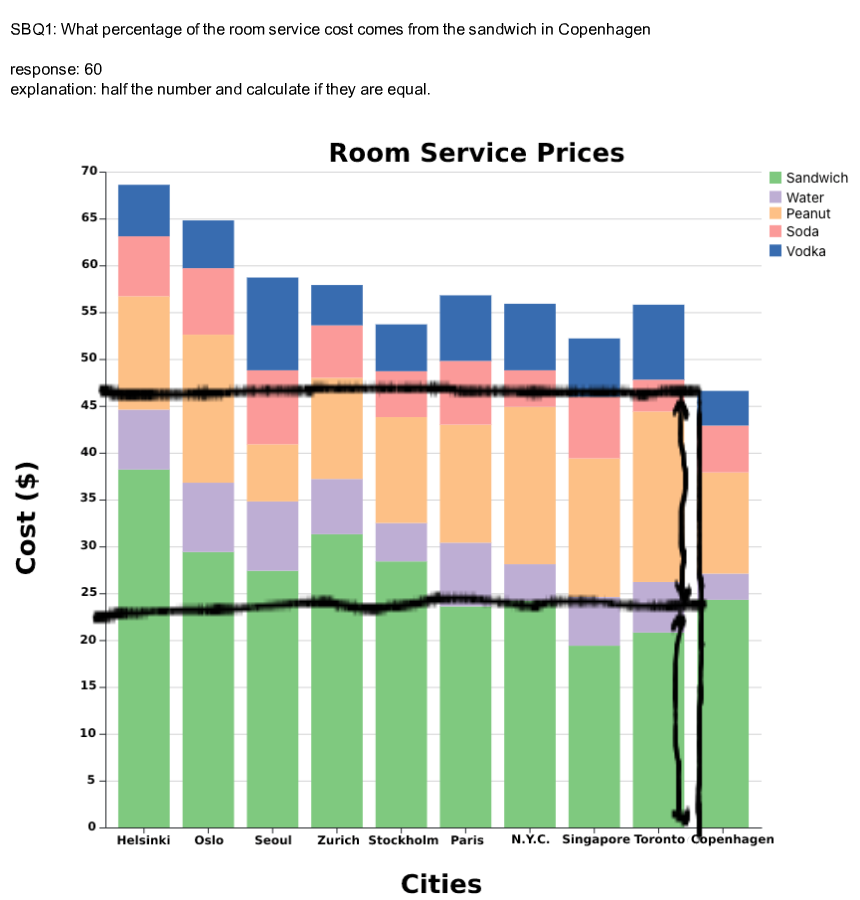 SBQ1: What percentage of the room service cost comes from the sandwich in Copenhagen
response: 60
explanation: half the number and calculate if they are equal.
Room Service Prices
70
65
60
55
50
45
40
35
30
25
20
15
10
5
0
Cost ($)
Sandwich
Water
Peanut
Soda
Vodka
Helsinki Oslo Seoul Zurich Stockholm Paris N.Y.C. Singapore Toronto Copenhagen
Cities